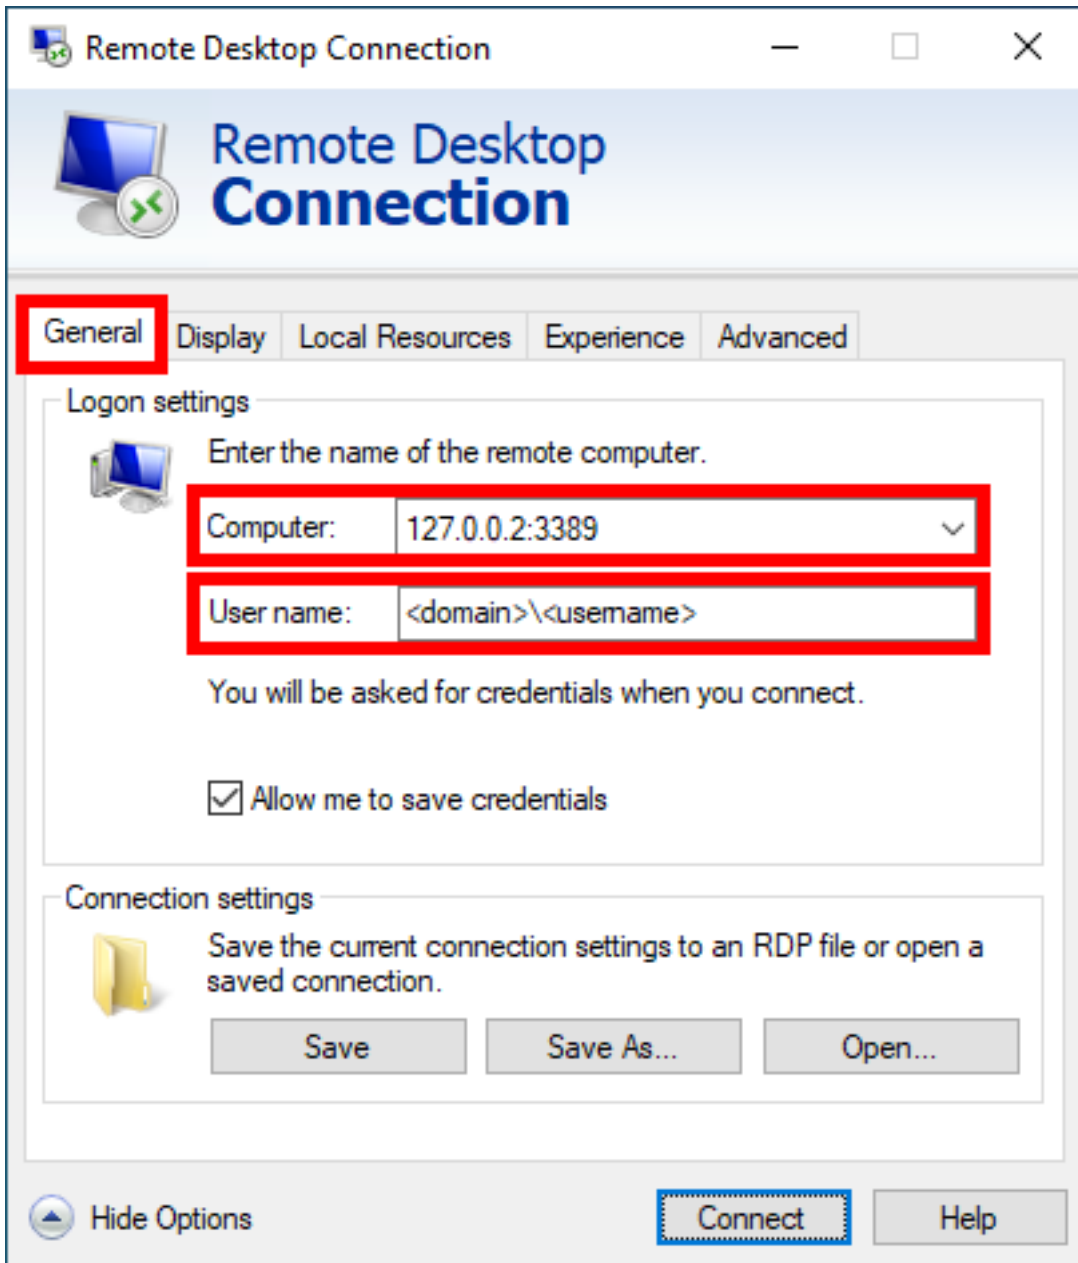 Remote Desktop Connection
Remote Desktop
Connection
General Display Local Resources Experience Advanced
Logon settings
Enter the name of the remote computer.
Computer: 127.0.0.2:3389
User name: <domain>\<username>
You will be asked for credentials when you connect.
Allow me to save credentials
Connection settings
Save the current connection settings to an RDP file or open a
saved connection.
Save Save As... Open...
Hide Options Connect Help